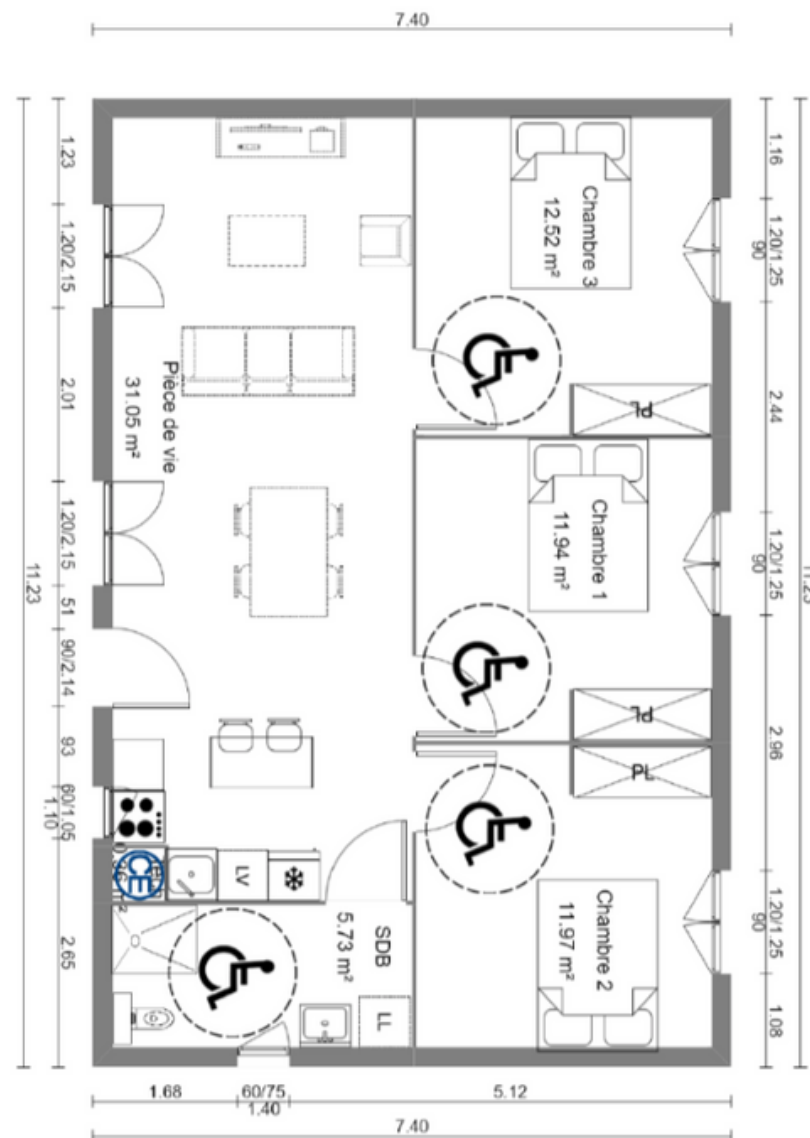 7.40
1.23
1.20/2.15
2.01
1.20/2.15
51
90/2.14
93
60/1.05
1.10
2.65
11.23
Pièce de vie
31.05 m²
Chambre 3
12.52 m²
PL
Chambre 1
11.94 m²
PL
PL
Chambre 2
11.97 m²
SDB
5.73 m²
LL
LV
CE
1.16
1.20/1.25
90
2.44
1.20/1.25
90
2.96
1.20/1.25
90
1.08
11.23
1.68
60/75
1.40
5.12
7.40